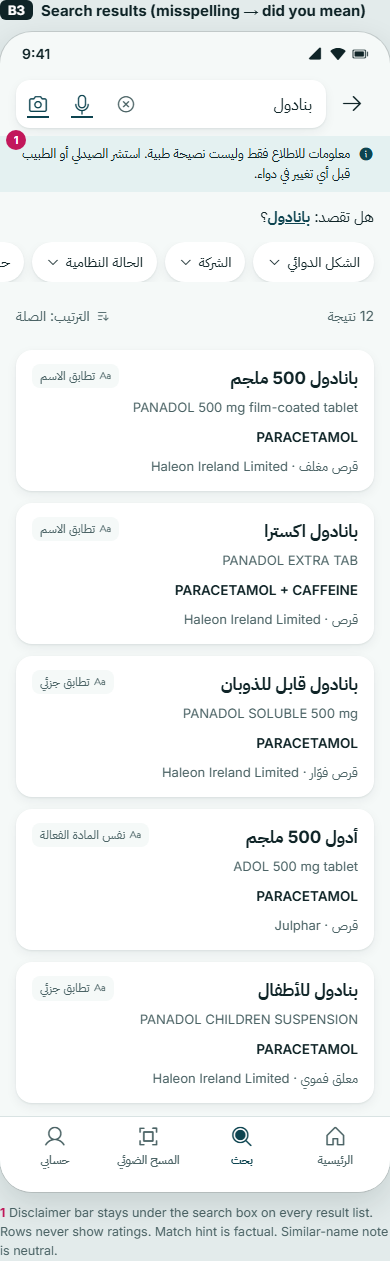 B3 Search results (misspelling → did you mean)
9:41
بنادول
1
معلومات للاطلاع فقط وليست نصيحة طبية. استشر الصيدلي أو الطبيب
قبل أي تغيير في دواء.
هل تقصد: بانادول؟
الشكل الدوائي
الشركة
الحالة النظامية
حـ
12 نتيجة
الترتيب: الصلة
بانادول 500 ملجم
Aa تطابق الاسم
PANADOL 500 mg film-coated tablet
PARACETAMOL
قرص مغلف · Haleon Ireland Limited
بانادول اكسترا
Aa تطابق الاسم
PANADOL EXTRA TAB
PARACETAMOL + CAFFEINE
قرص · Haleon Ireland Limited
بانادول قابل للذوبان
Aa تطابق جزئي
PANADOL SOLUBLE 500 mg
PARACETAMOL
قرص فوّار · Haleon Ireland Limited
أدول 500 ملجم
Aa نفس المادة الفعالة
ADOL 500 mg tablet
PARACETAMOL
قرص · Julphar
بنادول للأطفال
Aa تطابق جزئي
PANADOL CHILDREN SUSPENSION
PARACETAMOL
معلق فموي · Haleon Ireland Limited
الرئيسية
بحث
المسح الضوئي
حسابي
1 Disclaimer bar stays under the search box on every result list.
Rows never show ratings. Match hint is factual. Similar-name note
is neutral.